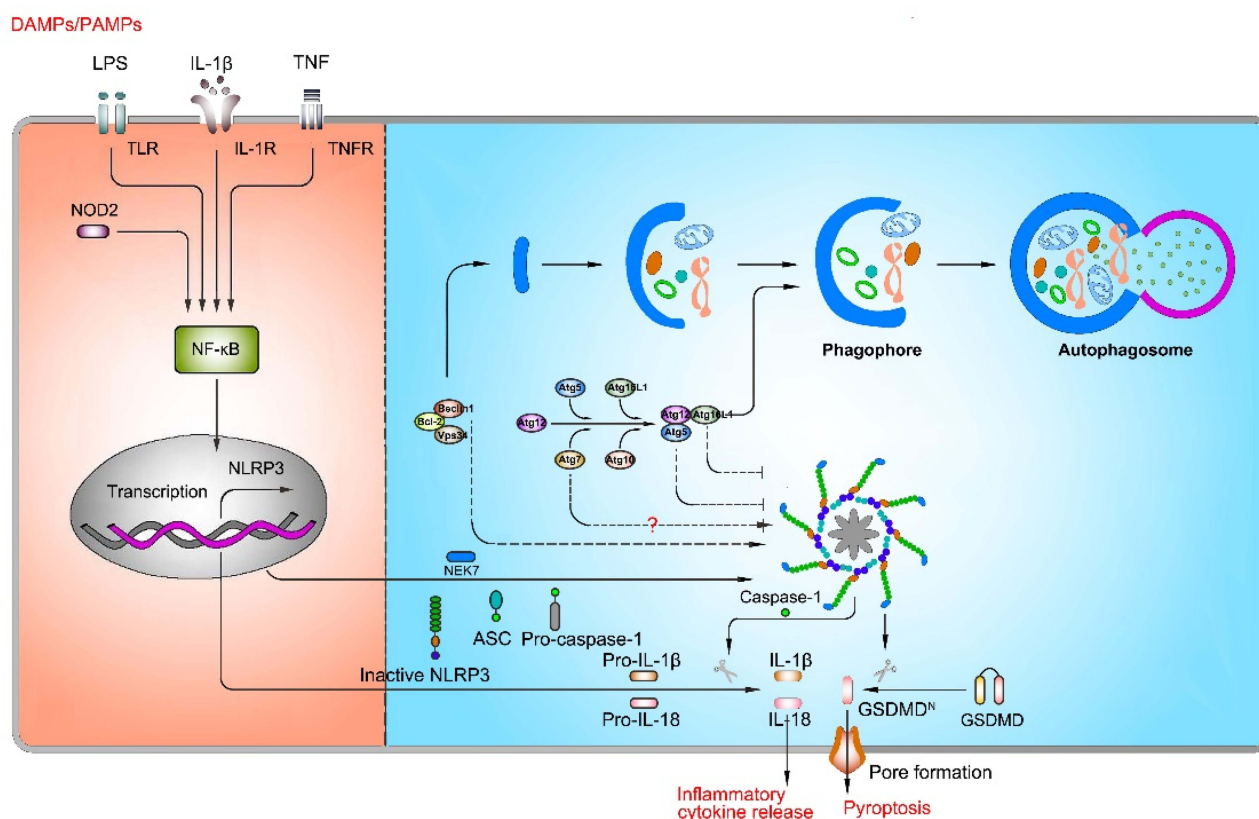 DAMPs/PAMPs
LPS
IL-1β
TNF
TLR
IL-1R
TNFR
NOD2
NF-κB
NLRP3
Transcription
Phagophore
Autophagosome
Beclin1
Bcl-2
Vps34
Atg5
Atg16L1
Atg12
Atg7
Atg10
Atg12
Atg16L1
Atg5
?
NEK7
Caspase-1
ASC
Pro-caspase-1
Inactive NLRP3
Pro-IL-1β
IL-1β
Pro-IL-18
IL-18
GSDMDᴺ
GSDMD
Pore formation
Inflammatory
cytokine release
Pyroptosis